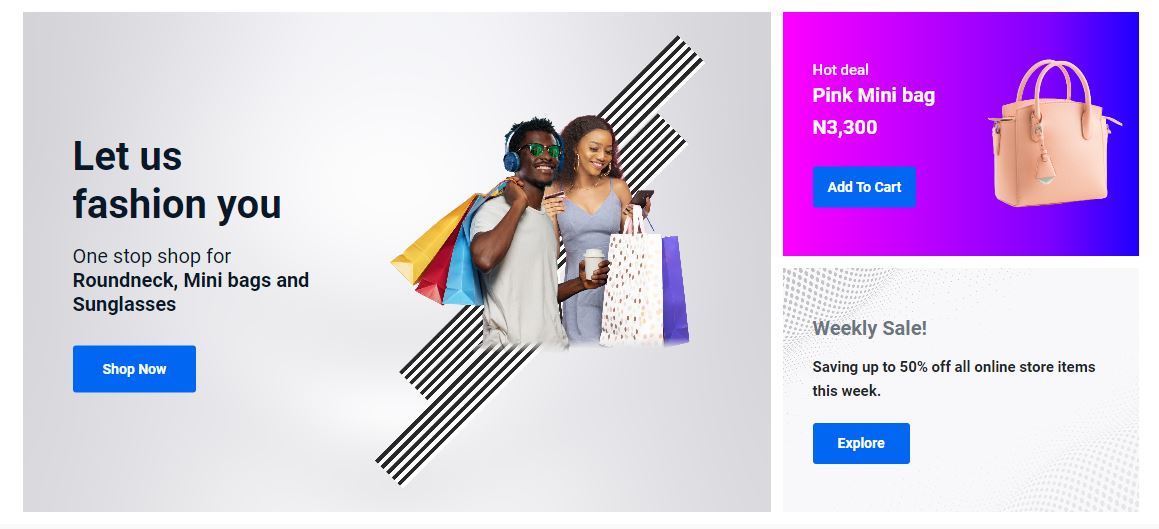 Let us
fashion you
One stop shop for
Roundneck, Mini bags and
Sunglasses
Shop Now
Hot deal
Pink Mini bag
N3,300
Add To Cart
Weekly Sale!
Saving up to 50% off all online store items
this week.
Explore